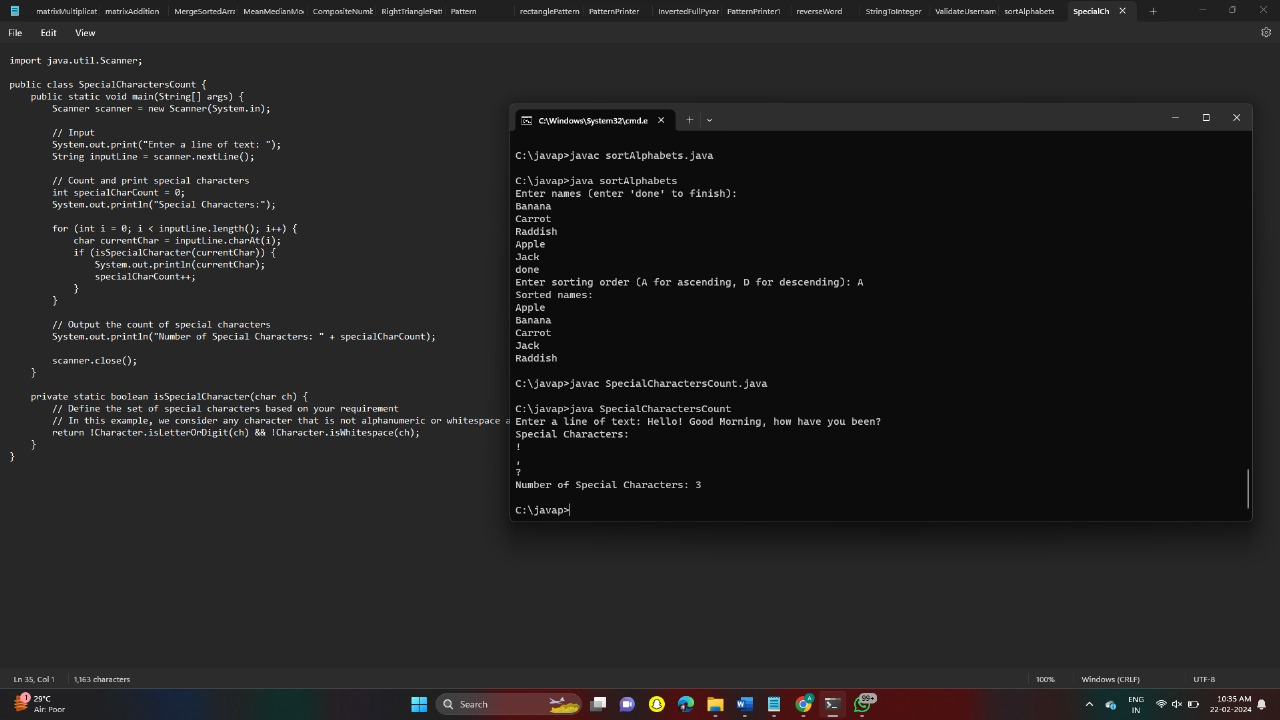 matrixMultiplicat matrixAddition MergeSortedArra MeanMedianMo CompositeNumb RightTrianglePatt Pattern rectanglePattern PatternPrinter InvertedFullPyran PatternPrinter1 reverseWord StringToInteger ValidateUsernam sortAlphabets SpecialCh
File Edit View
import java.util.Scanner;
public class SpecialCharactersCount {
public static void main(String[] args) {
Scanner scanner = new Scanner(System.in);
// Input
System.out.print("Enter a line of text: ");
String inputLine = scanner.nextLine();
// Count and print special characters
int specialCharCount = 0;
System.out.println("Special Characters:");
for (int i = 0; i < inputLine.length(); i++) {
char currentChar = inputLine.charAt(i);
if (isSpecialCharacter(currentChar)) {
System.out.println(currentChar);
specialCharCount++;
}
}
// Output the count of special characters
System.out.println("Number of Special Characters: " + specialCharCount);
scanner.close();
}
private static boolean isSpecialCharacter(char ch) {
// Define the set of special characters based on your requirement
// In this example, we consider any character that is not alphanumeric or whitespace a
return !Character.isLetterOrDigit(ch) && !Character.isWhitespace(ch);
}
}
C:\Windows\System32\cmd.e
C:\javap>javac sortAlphabets.java
C:\javap>java sortAlphabets
Enter names (enter 'done' to finish):
Banana
Carrot
Raddish
Apple
Jack
done
Enter sorting order (A for ascending, D for descending): A
Sorted names:
Apple
Banana
Carrot
Jack
Raddish
C:\javap>javac SpecialCharactersCount.java
C:\javap>java SpecialCharactersCount
Enter a line of text: Hello! Good Morning, how have you been?
Special Characters:
!
,
?
Number of Special Characters: 3
C:\javap>
Ln 35, Col 1 1,163 characters 100% Windows (CRLF) UTF-8
1 29°C
Air: Poor
Search
99+
ENG
IN
10:35 AM
22-02-2024